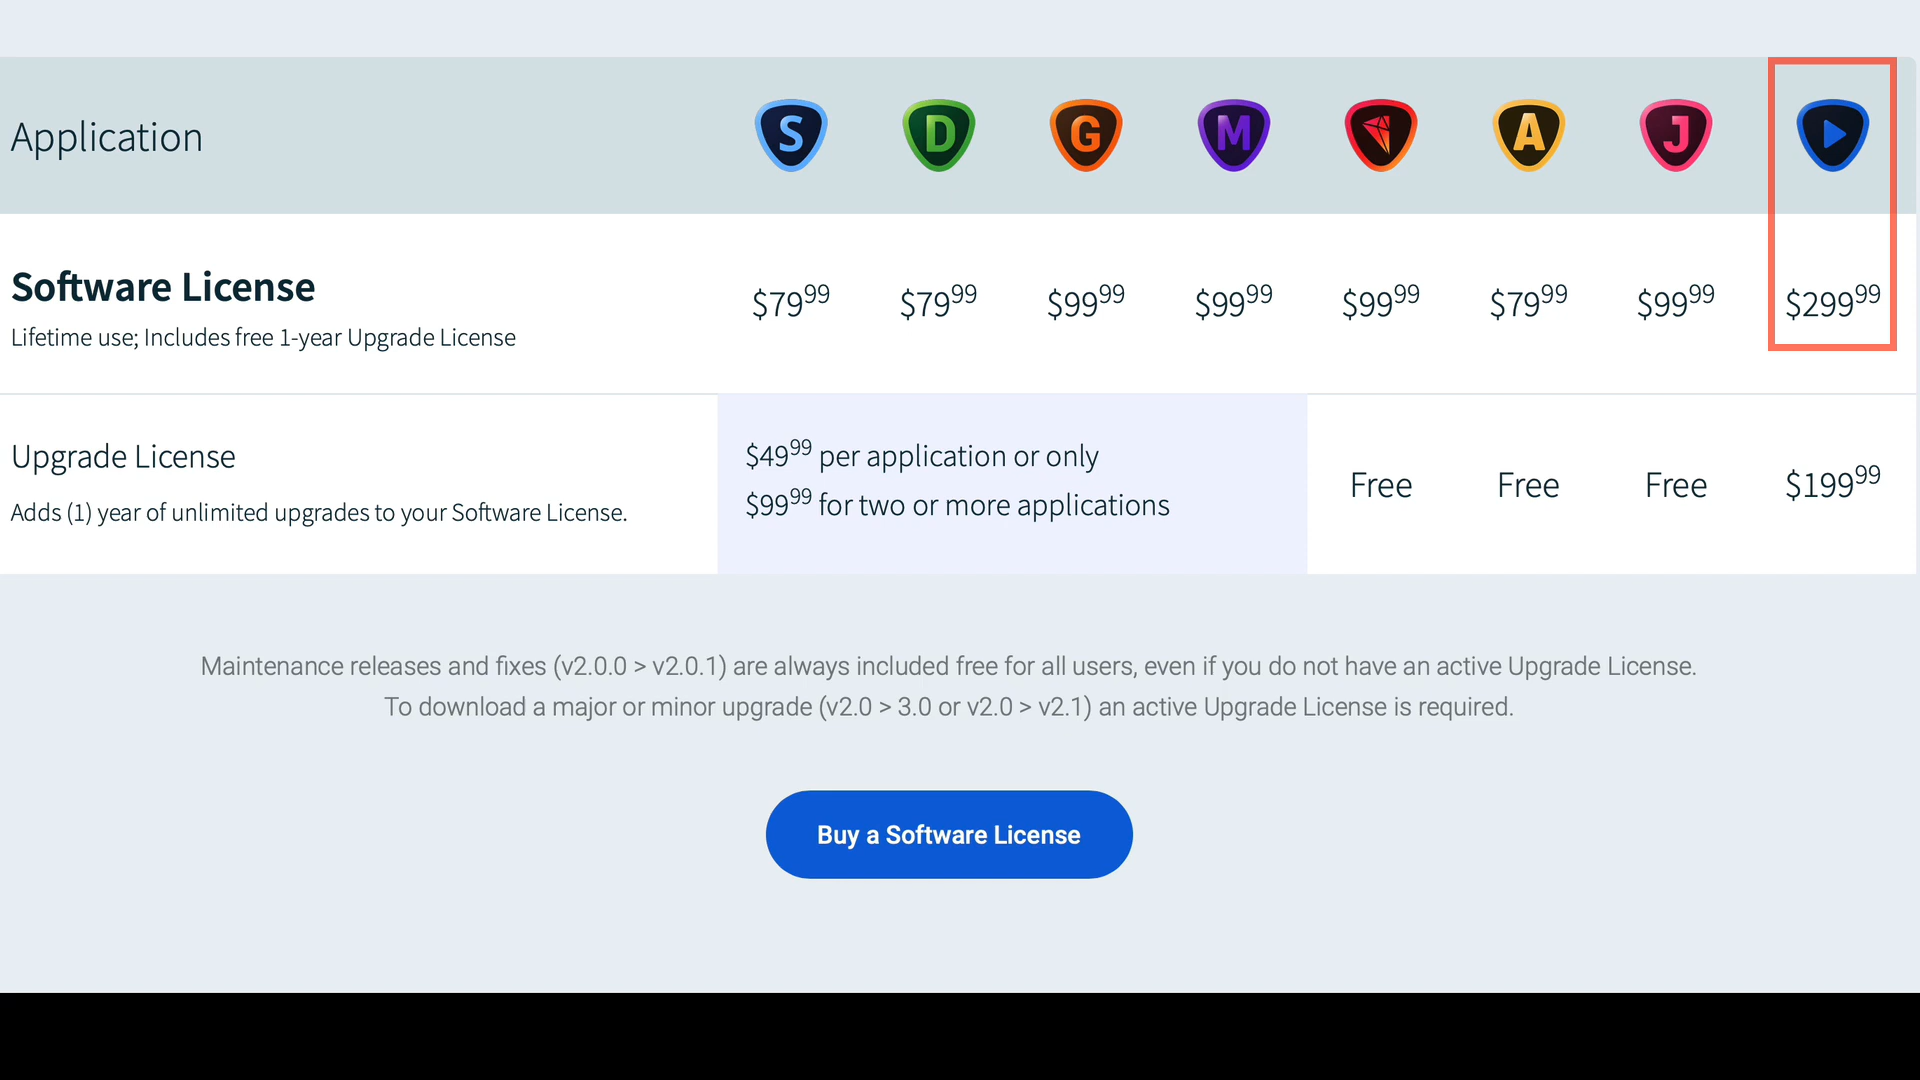 Application S D G M A J
Software License
Lifetime use; Includes free 1-year Upgrade License
$79⁹⁹ $79⁹⁹ $99⁹⁹ $99⁹⁹ $99⁹⁹ $79⁹⁹ $99⁹⁹ $299⁹⁹
Upgrade License
Adds (1) year of unlimited upgrades to your Software License.
$49⁹⁹ per application or only
$99⁹⁹ for two or more applications
Free Free Free $199⁹⁹
Maintenance releases and fixes (v2.0.0 > v2.0.1) are always included free for all users, even if you do not have an active Upgrade License.
To download a major or minor upgrade (v2.0 > 3.0 or v2.0 > v2.1) an active Upgrade License is required.
Buy a Software License